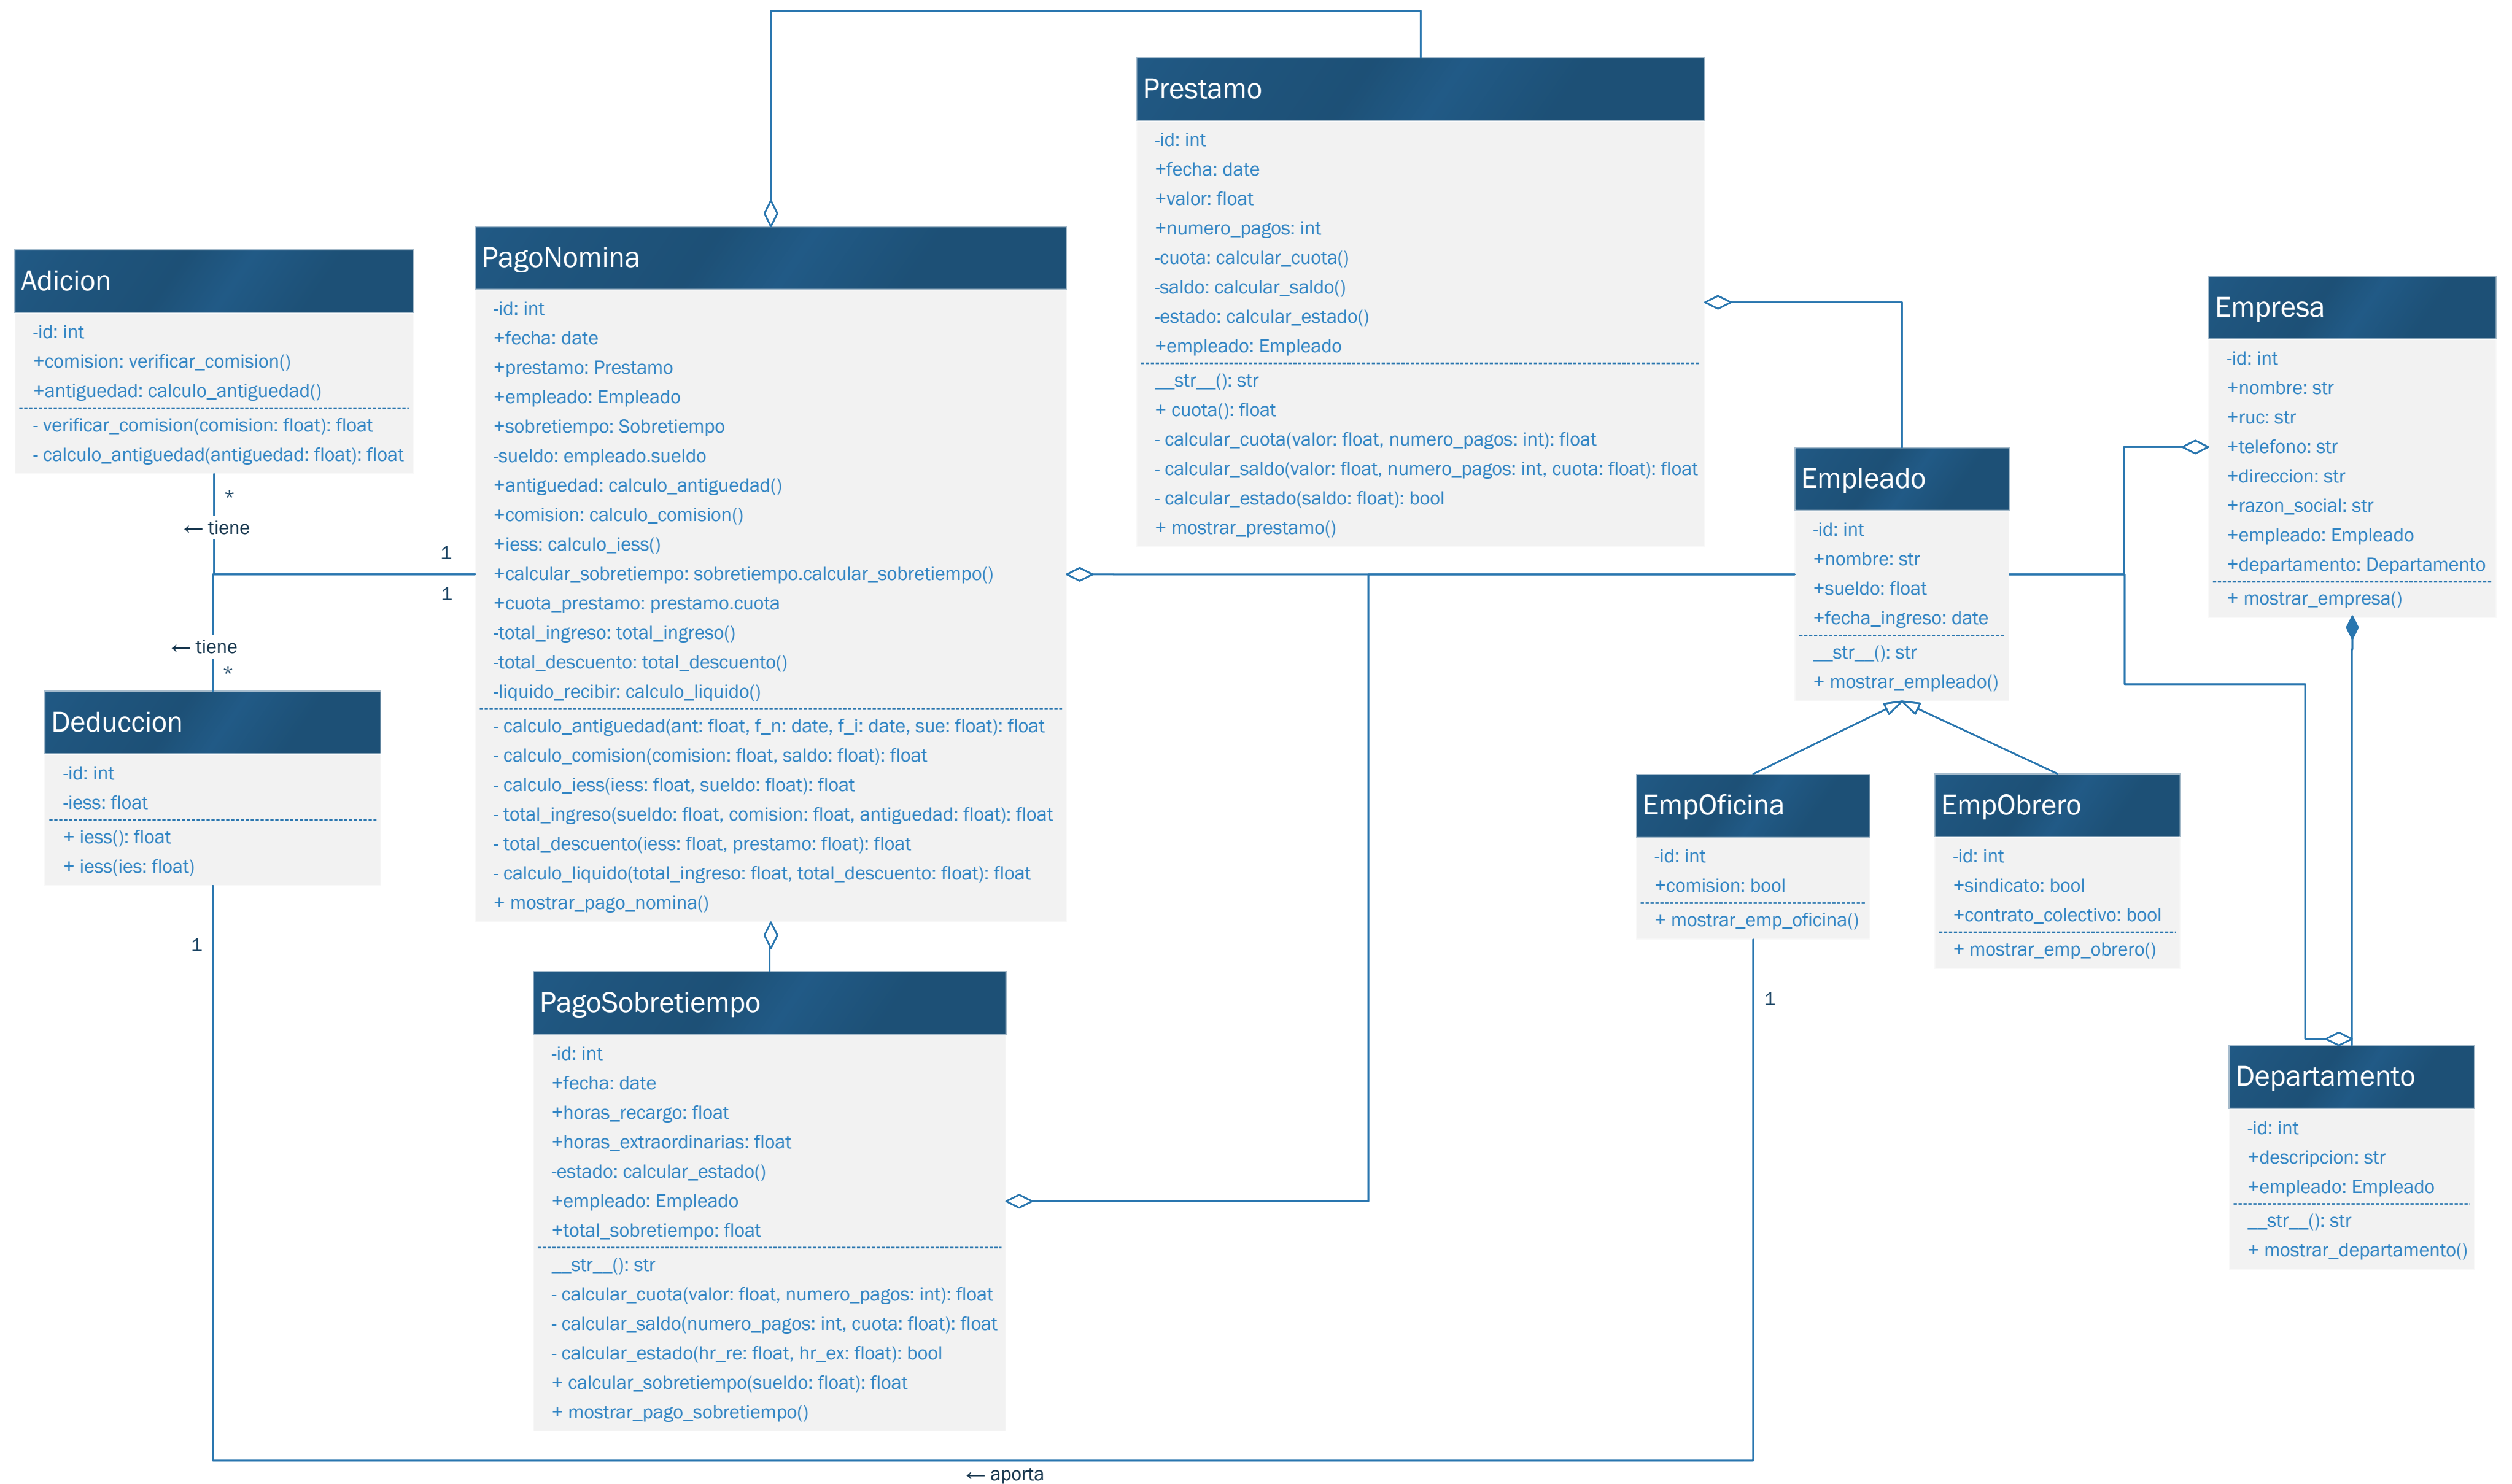 Prestamo
-id: int
+fecha: date
+valor: float
+numero_pagos: int
-cuota: calcular_cuota()
-saldo: calcular_saldo()
-estado: calcular_estado()
+empleado: Empleado
__str__(): str
+ cuota(): float
- calcular_cuota(valor: float, numero_pagos: int): float
- calcular_saldo(valor: float, numero_pagos: int, cuota: float): float
- calcular_estado(saldo: float): bool
+ mostrar_prestamo()
PagoNomina
-id: int
+fecha: date
+prestamo: Prestamo
+empleado: Empleado
+sobretiempo: Sobretiempo
-sueldo: empleado.sueldo
+antiguedad: calculo_antiguedad()
+comision: calculo_comision()
+iess: calculo_iess()
+calcular_sobretiempo: sobretiempo.calcular_sobretiempo()
+cuota_prestamo: prestamo.cuota
-total_ingreso: total_ingreso()
-total_descuento: total_descuento()
-liquido_recibir: calculo_liquido()
- calculo_antiguedad(ant: float, f_n: date, f_i: date, sue: float): float
- calculo_comision(comision: float, saldo: float): float
- calculo_iess(iess: float, sueldo: float): float
- total_ingreso(sueldo: float, comision: float, antiguedad: float): float
- total_descuento(iess: float, prestamo: float): float
- calculo_liquido(total_ingreso: float, total_descuento: float): float
+ mostrar_pago_nomina()
Adicion
-id: int
+comision: verificar_comision()
+antiguedad: calculo_antiguedad()
- verificar_comision(comision: float): float
- calculo_antiguedad(antiguedad: float): float
*
← tiene
1
1
← tiene
*
Deduccion
-id: int
-iess: float
+ iess(): float
+ iess(ies: float)
1
Empresa
-id: int
+nombre: str
+ruc: str
+telefono: str
+direccion: str
+razon_social: str
+empleado: Empleado
+departamento: Departamento
+ mostrar_empresa()
Empleado
-id: int
+nombre: str
+sueldo: float
+fecha_ingreso: date
__str__(): str
+ mostrar_empleado()
EmpOficina
-id: int
+comision: bool
+ mostrar_emp_oficina()
1
EmpObrero
-id: int
+sindicato: bool
+contrato_colectivo: bool
+ mostrar_emp_obrero()
PagoSobretiempo
-id: int
+fecha: date
+horas_recargo: float
+horas_extraordinarias: float
-estado: calcular_estado()
+empleado: Empleado
+total_sobretiempo: float
__str__(): str
- calcular_cuota(valor: float, numero_pagos: int): float
- calcular_saldo(numero_pagos: int, cuota: float): float
- calcular_estado(hr_re: float, hr_ex: float): bool
+ calcular_sobretiempo(sueldo: float): float
+ mostrar_pago_sobretiempo()
Departamento
-id: int
+descripcion: str
+empleado: Empleado
__str__(): str
+ mostrar_departamento()
← aporta